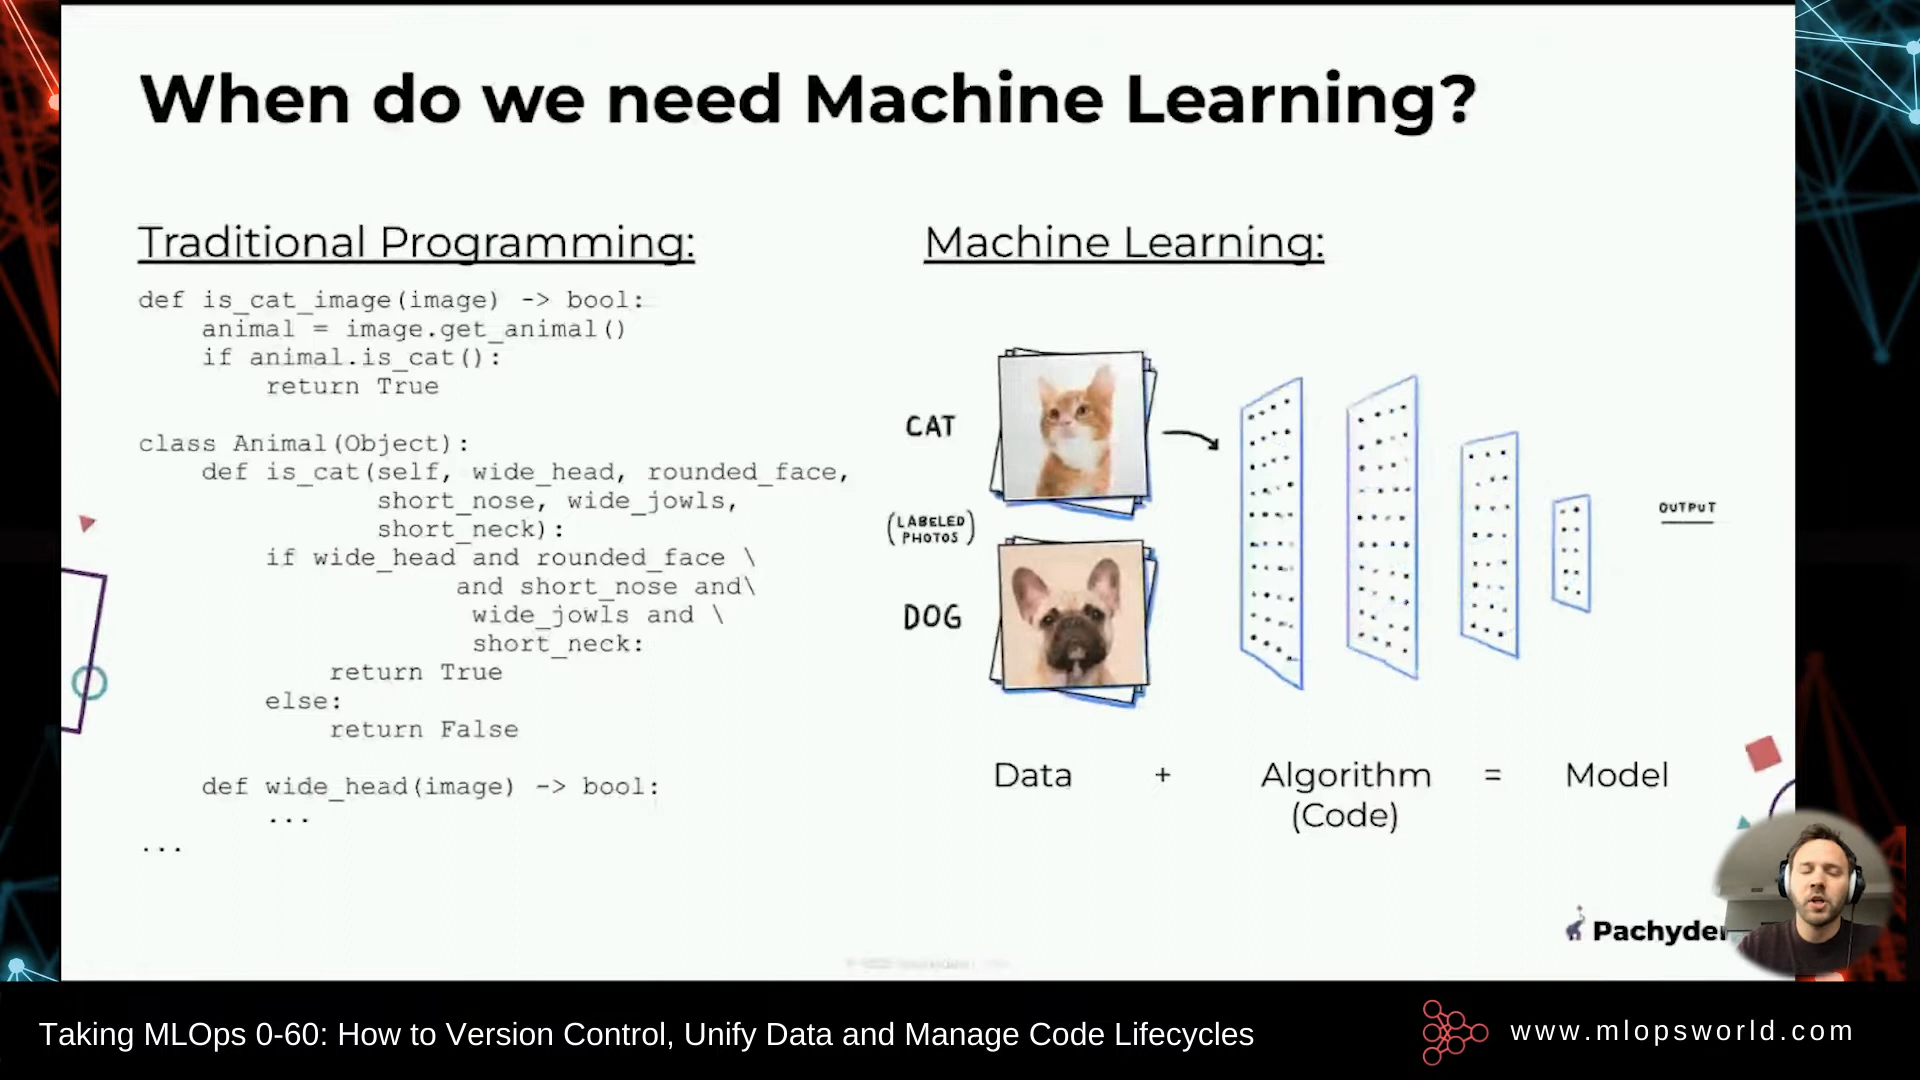 When do we need Machine Learning?
Traditional Programming:
def is_cat_image(image) -> bool:
    animal = image.get_animal()
    if animal.is_cat():
        return True
class Animal(Object):
    def is_cat(self, wide_head, rounded_face,
               short_nose, wide_jowls,
               short_neck):
        if wide_head and rounded_face \
                    and short_nose and\
                     wide_jowls and \
                     short_neck:
            return True
        else:
            return False
    def wide_head(image) -> bool:
        ...
...
Machine Learning:
CAT
(LABELED
PHOTOS)
DOG
OUTPUT
Data + Algorithm = Model
(Code)
Pachyder
Taking MLOps 0-60: How to Version Control, Unify Data and Manage Code Lifecycles
www.mlopsworld.com